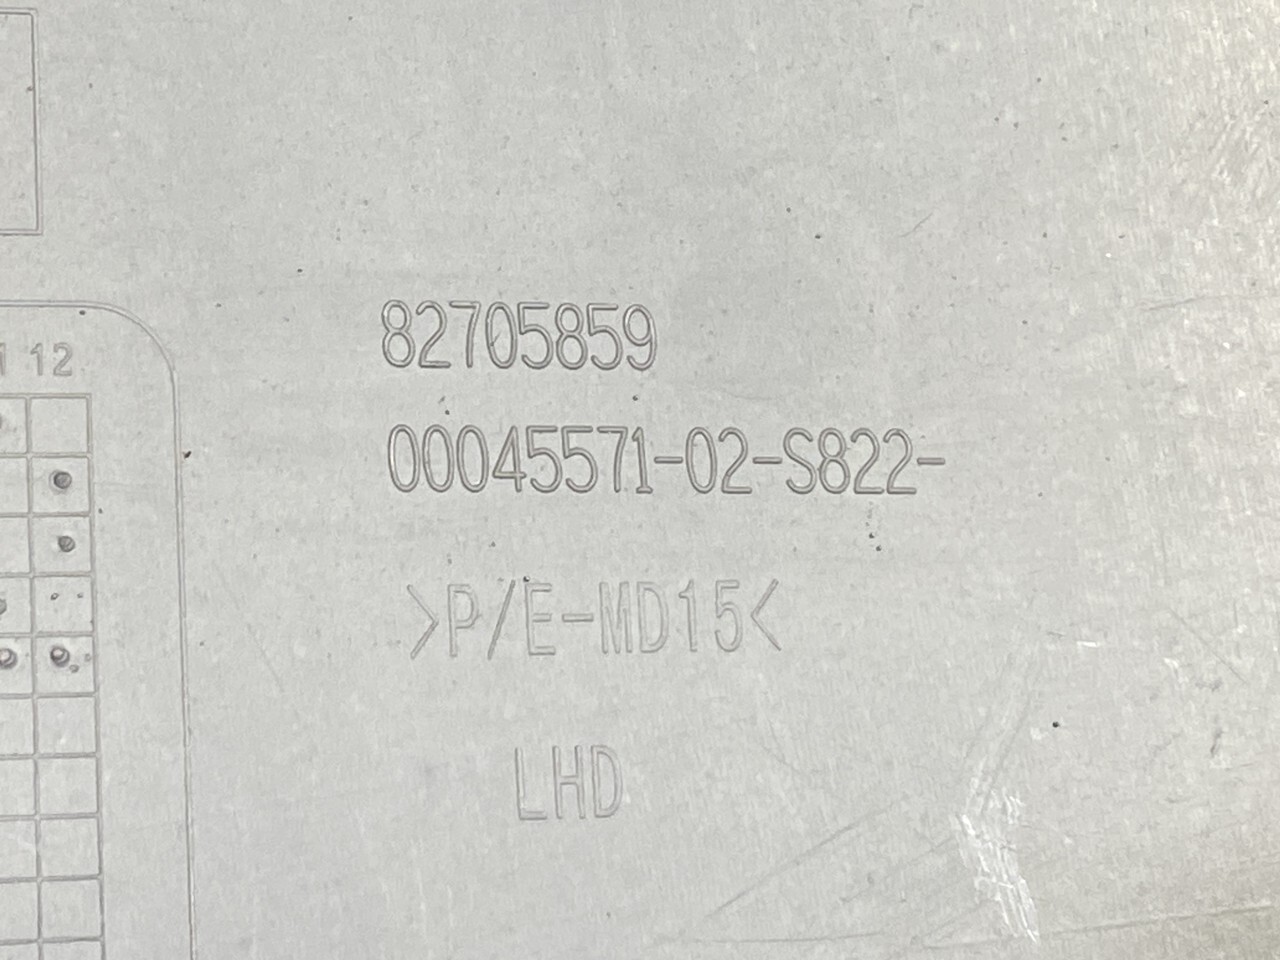 82705859
12
00045571-02-S822-
>P/E-MD15<
LHD